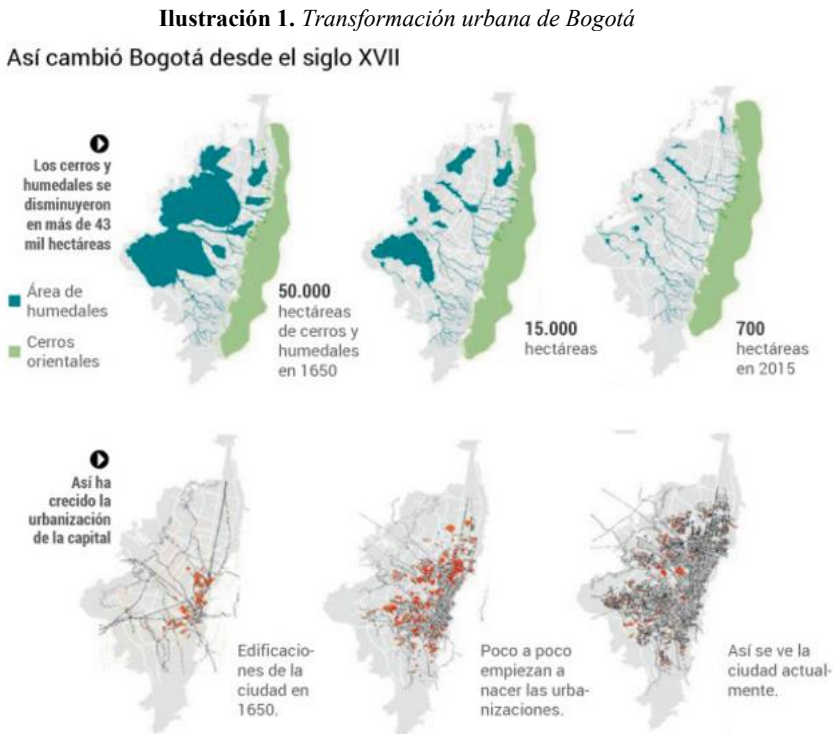 Ilustración 1. Transformación urbana de Bogotá
Así cambió Bogotá desde el siglo XVII
Los cerros y
humedales se
disminuyeron
en más de 43
mil hectáreas
Área de
humedales
Cerros
orientales
50.000
hectáreas
de cerros y
humedales
en 1650
15.000
hectáreas
700
hectáreas
en 2015
Así ha
crecido la
urbanización
de la capital
Edificacio-
nes de la
ciudad en
1650.
Poco a poco
empiezan a
nacer las urba-
nizaciones.
Así se ve la
ciudad actual-
mente.